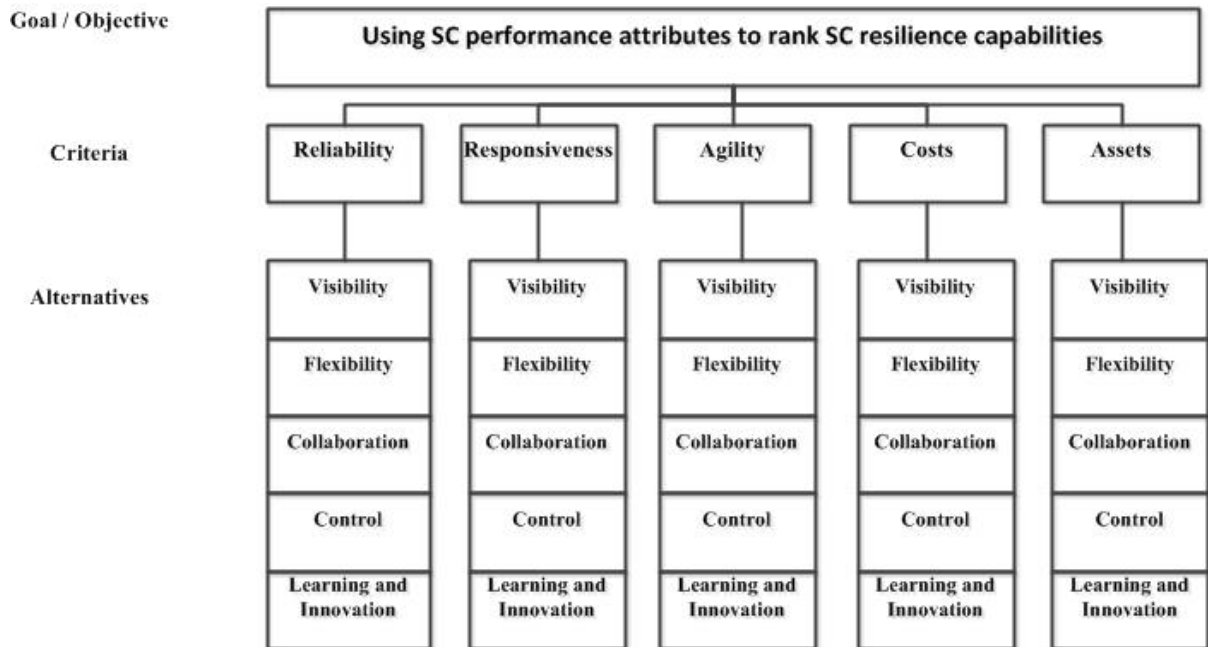 Goal / Objective
Using SC performance attributes to rank SC resilience capabilities
Criteria
Reliability
Responsiveness
Agility
Costs
Assets
Alternatives
Visibility
Visibility
Visibility
Visibility
Visibility
Flexibility
Flexibility
Flexibility
Flexibility
Flexibility
Collaboration
Collaboration
Collaboration
Collaboration
Collaboration
Control
Control
Control
Control
Control
Learning and
Innovation
Learning and
Innovation
Learning and
Innovation
Learning and
Innovation
Learning and
Innovation